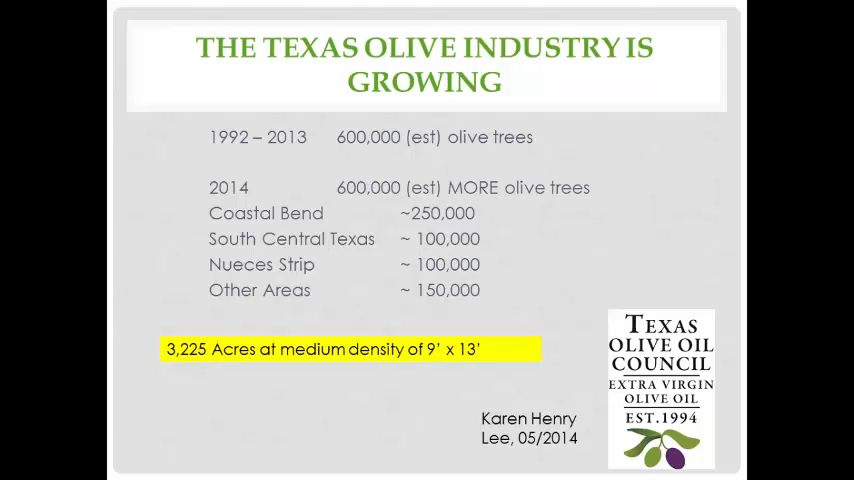 THE TEXAS OLIVE INDUSTRY IS
GROWING
1992 – 2013 600,000 (est) olive trees
2014 600,000 (est) MORE olive trees
Coastal Bend ~250,000
South Central Texas ~ 100,000
Nueces Strip ~ 100,000
Other Areas ~ 150,000
3,225 Acres at medium density of 9’ x 13’
Karen Henry
Lee, 05/2014
TEXAS
OLIVE OIL
COUNCIL
EXTRA VIRGIN
OLIVE OIL
EST.1994